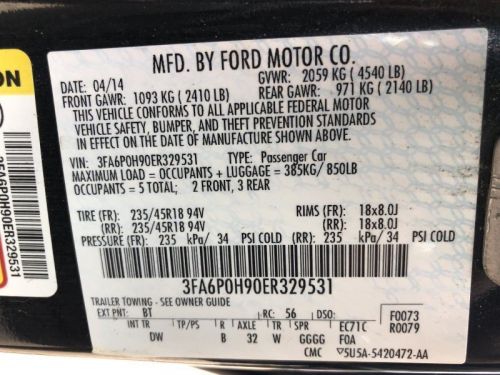 ON
3FA6P0H90ER329531
MFD. BY FORD MOTOR CO.
04/14 GVWR: 2059 KG (4540 LB)
FRONT GAWR: 1093 KG (2410 LB) REAR GAWR: 971 KG (2140 LB)
THIS VEHICLE CONFORMS TO ALL APPLICABLE FEDERAL MOTOR
VEHICLE SAFETY, BUMPER, AND THEFT PREVENTION STANDARDS
IN EFFECT ON THE DATE OF MANUFACTURE SHOWN ABOVE.
VIN: 3FA6P0H90ER329531 TYPE: Passenger Car
MAXIMUM LOAD = OCCUPANTS + LUGGAGE = 385KG/ 850LB
OCCUPANTS = 5 TOTAL; 2 FRONT, 3 REAR
TIRE (FR): 235/45R18 94V RIMS (FR): 18x8.0J
(RR): 235/45R18 94V (RR): 18x8.0J
PRESSURE (FR): 235 kPa/ 34 PSI COLD (RR): 235 kPa/ 34 PSI COLD
3FA6P0H90ER329531
TRAILER TOWING - SEE OWNER GUIDE
EXT PNT: BT RC: 56 DSO: F0073
INT TR TP/PS R AXLE TR SPR EC71C R0079
DW B 32 W GGGG F0A
CMC 5U5A-5420472-AA